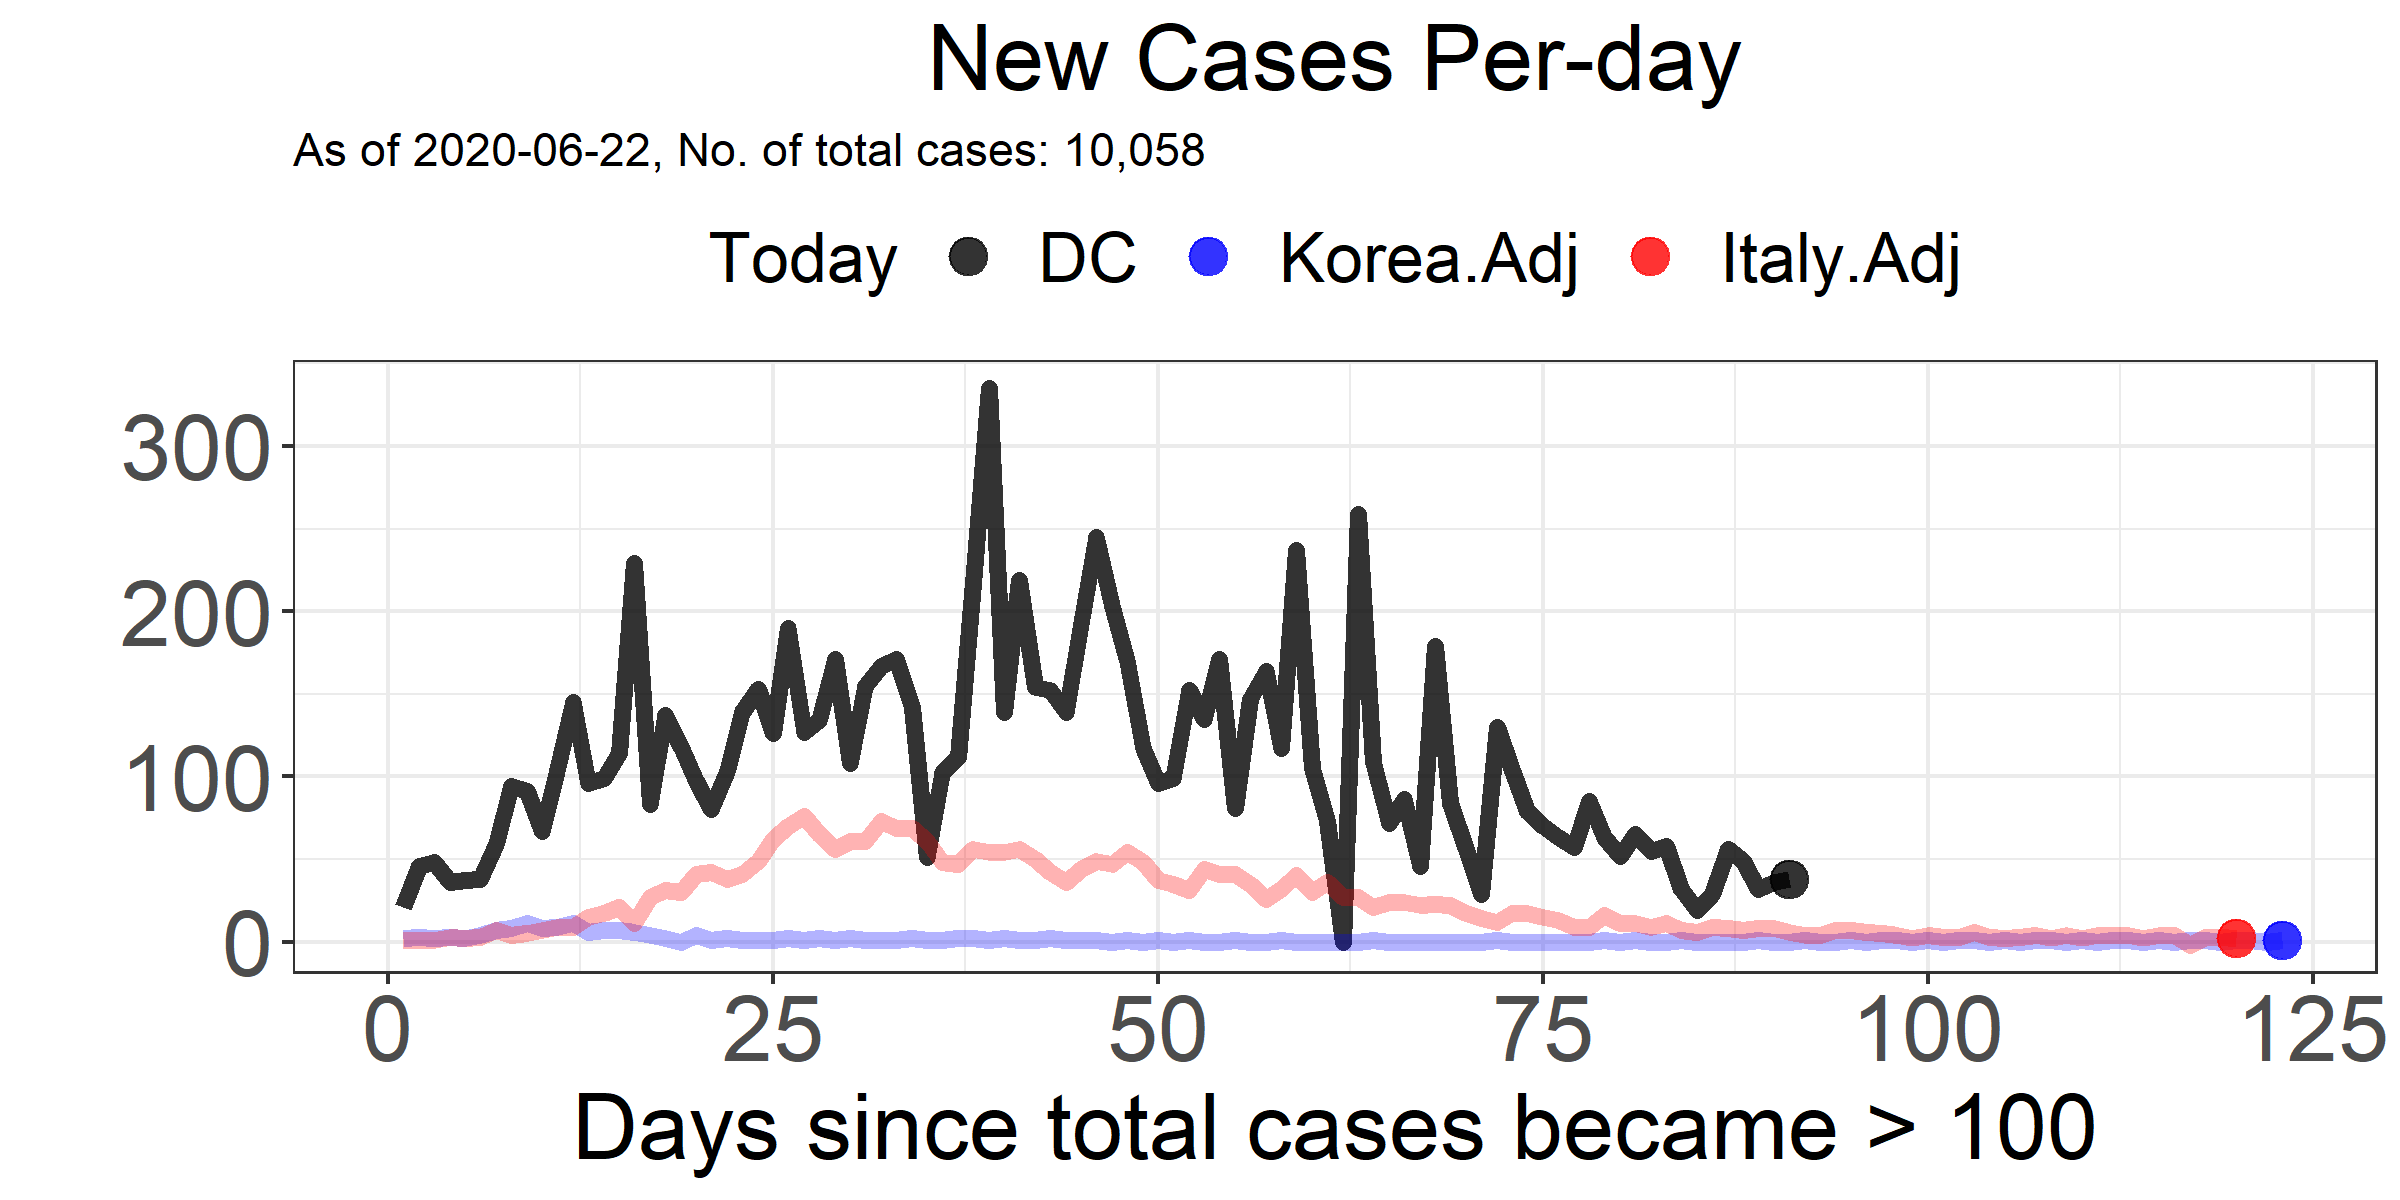 New Cases Per-day
As of 2020-06-22, No. of total cases: 10,058
Today DC Korea.Adj Italy.Adj
300
200
100
0
0 25 50 75 100 125
Days since total cases became > 100